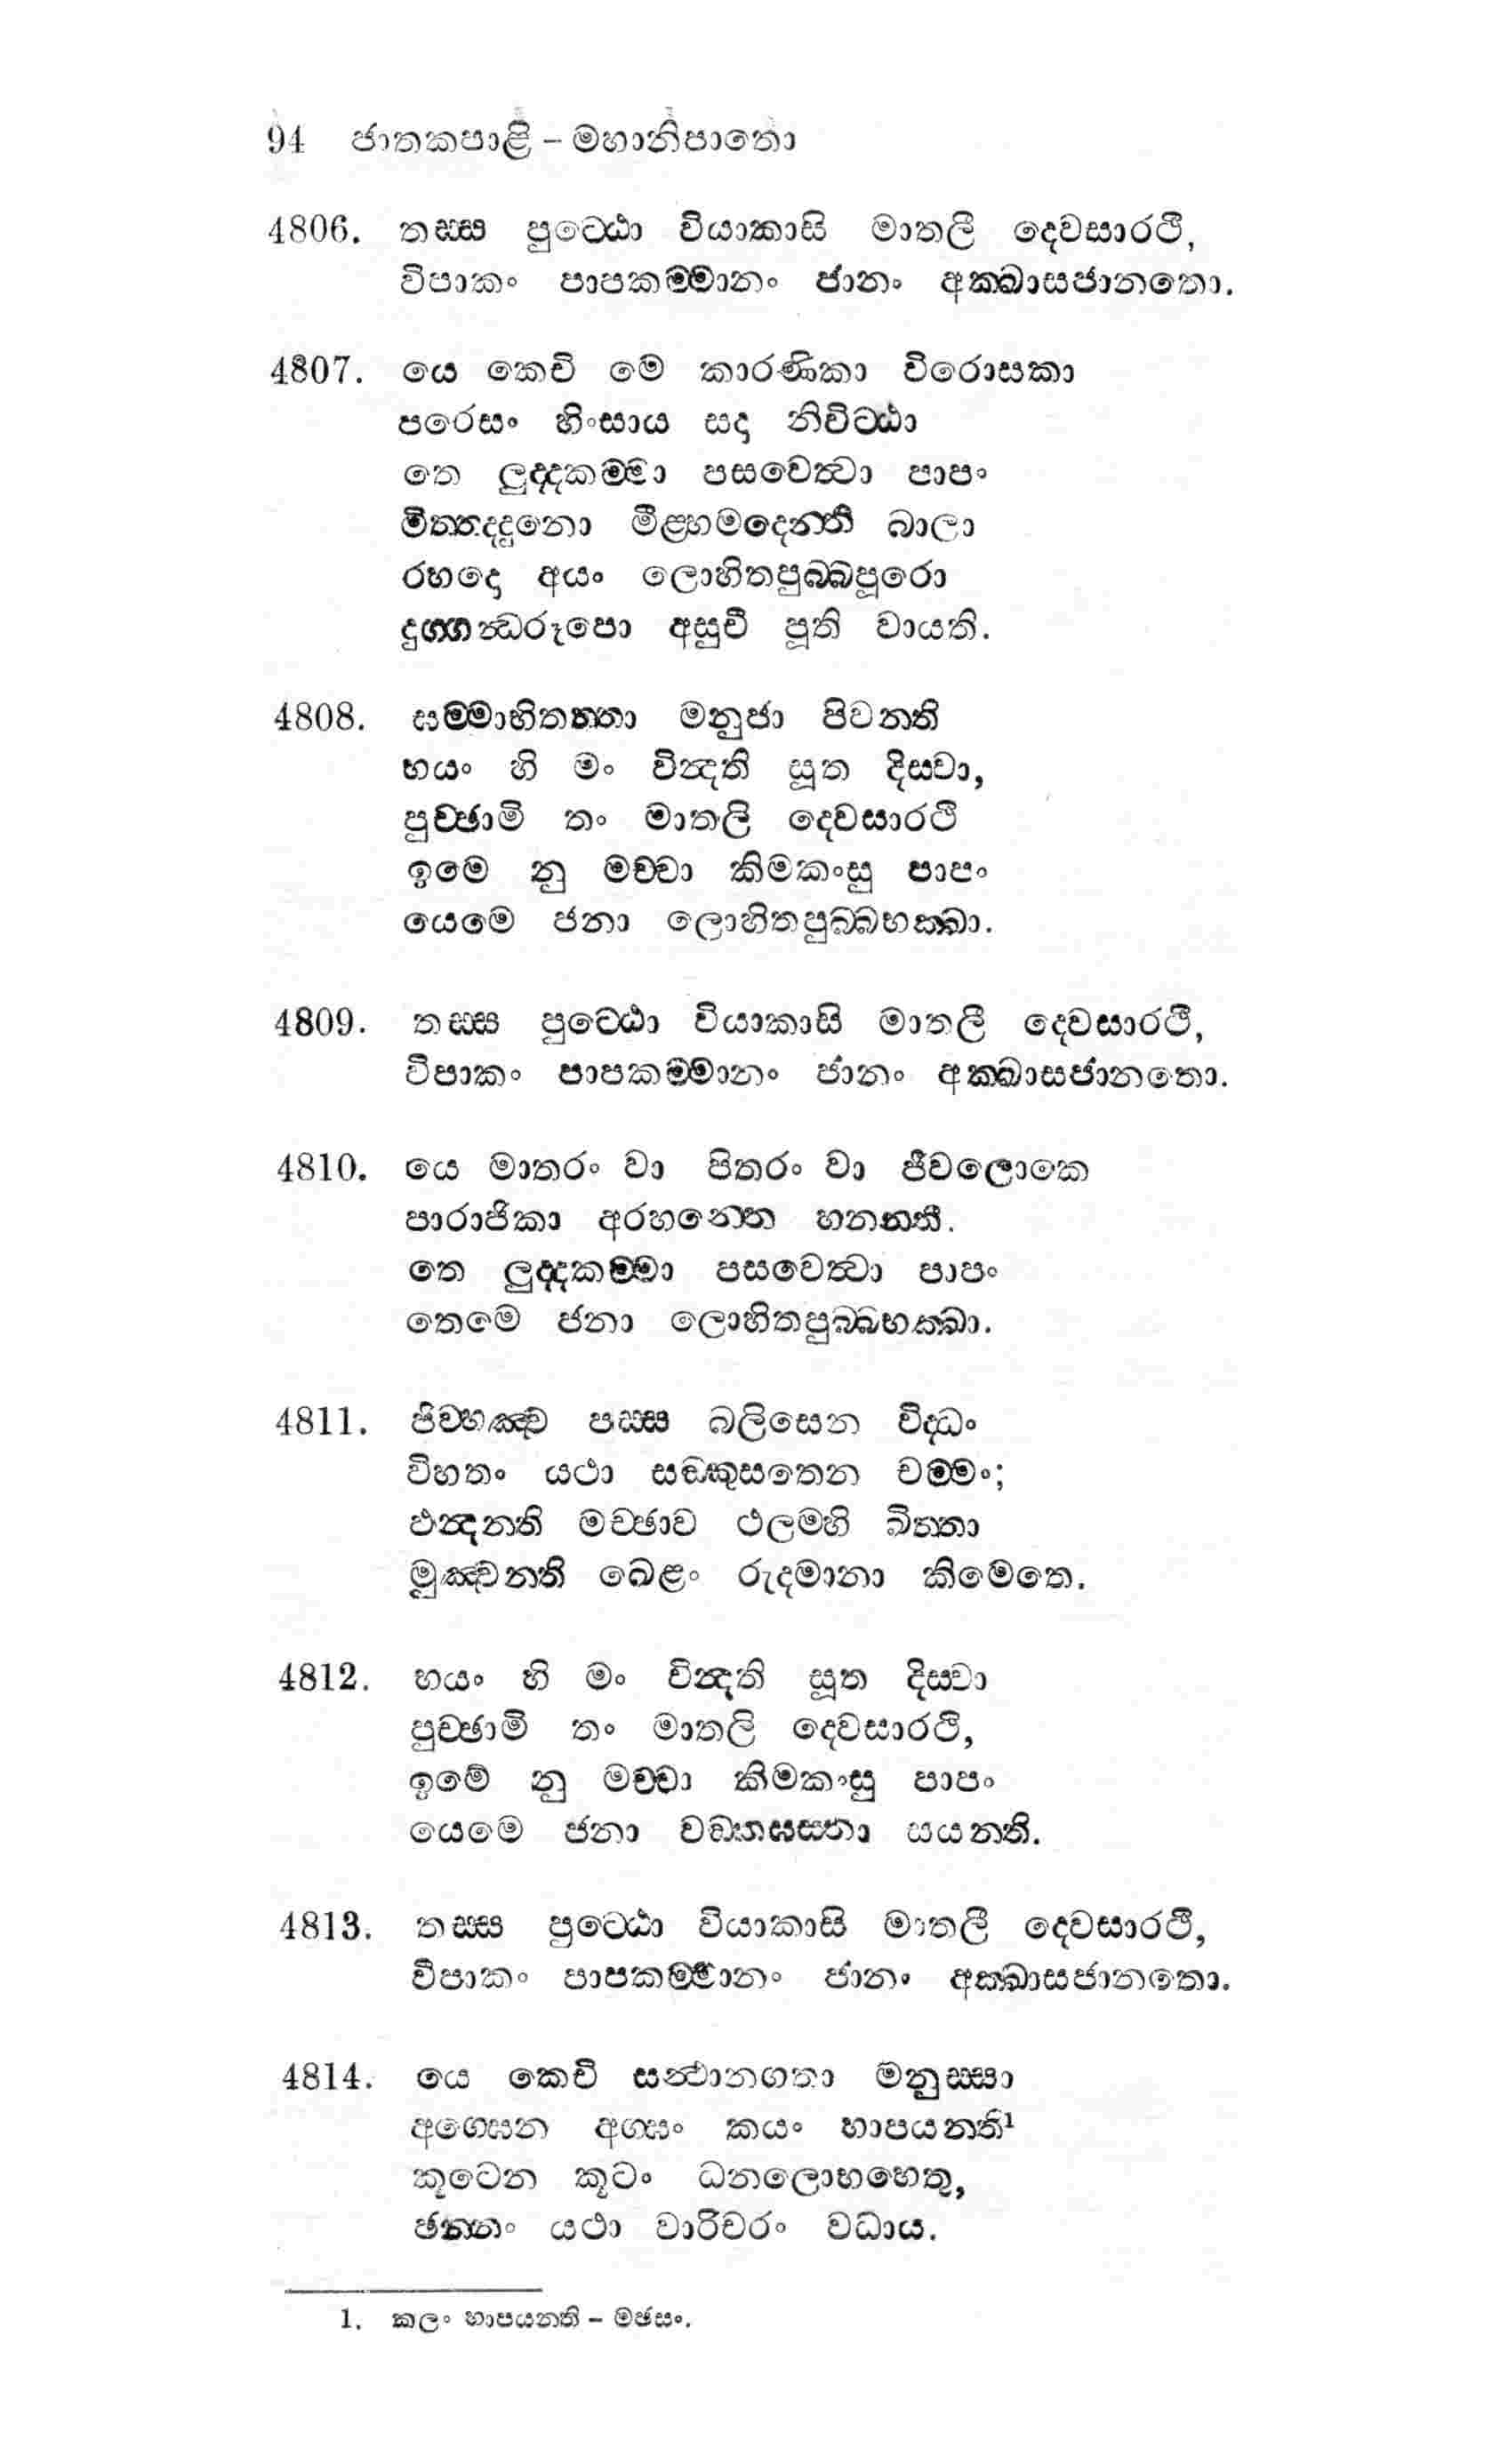 94 ජාතකපාළි – මහානිපාතො
4806. තස්ස පුට්ඨො වියාකාසි මාතලී දෙවසාරථී,
විපාකං පාපකම්මානං ජානං අක්ඛාසජානතො.
4807. යෙ කෙචි මෙ කාරණිකා විරොසකා
පරෙසං හිංසාය සදා නිවිට්ඨා
තෙ ලුද්දකම්මා පසවෙත්වා පාපං
මිත්තද්දුනො මීළ්හමදෙන්ති බාලා
රහදො අයං ලොහිතපුබ්බපූරො
දුග්ගන්ධරූපො අසුචී පූති වායති.
4808. ඝම්මාභිතත්තා මනුජා පිවන්ති
භයං හි මං වින්දති සූත දිස්වා,
පුච්ඡාමි තං මාතලි දෙවසාරථි
ඉමෙ නු මච්චා කිමකංසු පාපං
යෙමෙ ජනා ලොහිතපුබ්බභක්ඛා.
4809. තස්ස පුට්ඨො වියාකාසි මාතලී දෙවසාරථී,
විපාකං පාපකම්මානං ජානං අක්ඛාසජානතො.
4810. යෙ මාතරං වා පිතරං වා ජීවලොකෙ
පාරාජිකා අරහන්තෙ හනන්ති.
තෙ ලුද්දකම්මා පසවෙත්වා පාපං
තෙමෙ ජනා ලොහිතපුබ්බභක්ඛා.
4811. ජිව්හඤ්ච පස්ස බලිසෙන විද්ධං
විහතං යථා සඞ්කුසතෙන චම්මං;
ඵන්දන්ති මච්ඡාව ථලම්හි ඛිත්තා
මුඤ්චන්ති ඛෙළං රුදමානා කිමෙතෙ.
4812. භයං හි මං වින්දති සූත දිස්වා
පුච්ඡාමි තං මාතලි දෙවසාරථි,
ඉමේ නු මච්චා කිමකංසු පාපං
යෙමෙ ජනා වඞ්කඝස්තා සයන්ති.
4813. තස්ස පුට්ඨො වියාකාසි මාතලී දෙවසාරථී,
විපාකං පාපකම්මානං ජානං අක්ඛාසජානතො.
4814. යෙ කෙචි සන්ථානගතා මනුස්සා
අග්ඝෙන අග්ඝං කයං හාපයන්ති¹
කූටෙන කූටං ධනලොභහෙතු,
ඡන්නං යථා වාරිචරං වධාය.
1. කලං හාපයන්ති – මඡසං.